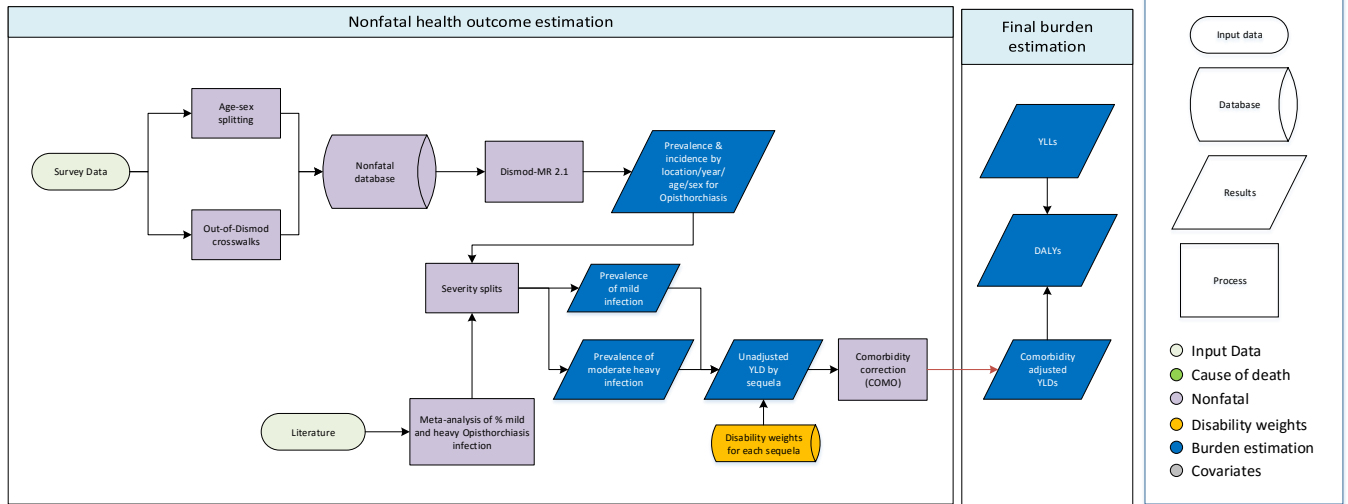 Nonfatal health outcome estimation
Age-sex
splitting
Survey Data
Out-of-Dismod
crosswalks
Nonfatal
database
Dismod-MR 2.1
Prevalence &
incidence by
location/year/
age/sex for
Opisthorchiasis
Severity splits
Prevalence
of mild
infection
Prevalence of
moderate heavy
infection
Unadjusted
YLD by
sequela
Comorbidity
correction
(COMO)
Literature
Meta-analysis of % mild
and heavy Opisthorchiasis
infection
Disability weights
for each sequela
Final burden
estimation
YLLs
DALYs
Comorbidity
adjusted
YLDs
Input data
Database
Results
Process
Input Data
Cause of death
Nonfatal
Disability weights
Burden estimation
Covariates